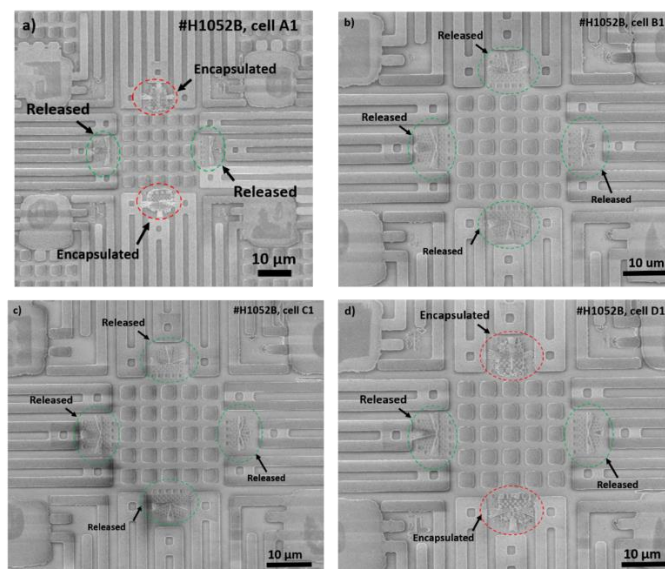 a)
#H1052B, cell A1
Encapsulated
Released
Released
Encapsulated
10 µm
b)
#H1052B, cell B1
Released
Released
Released
Released
10 um
c)
#H1052B, cell C1
Released
Released
Released
Released
10 µm
d)
#H1052B, cell D1
Encapsulated
Released
Released
Encapsulated
10 µm